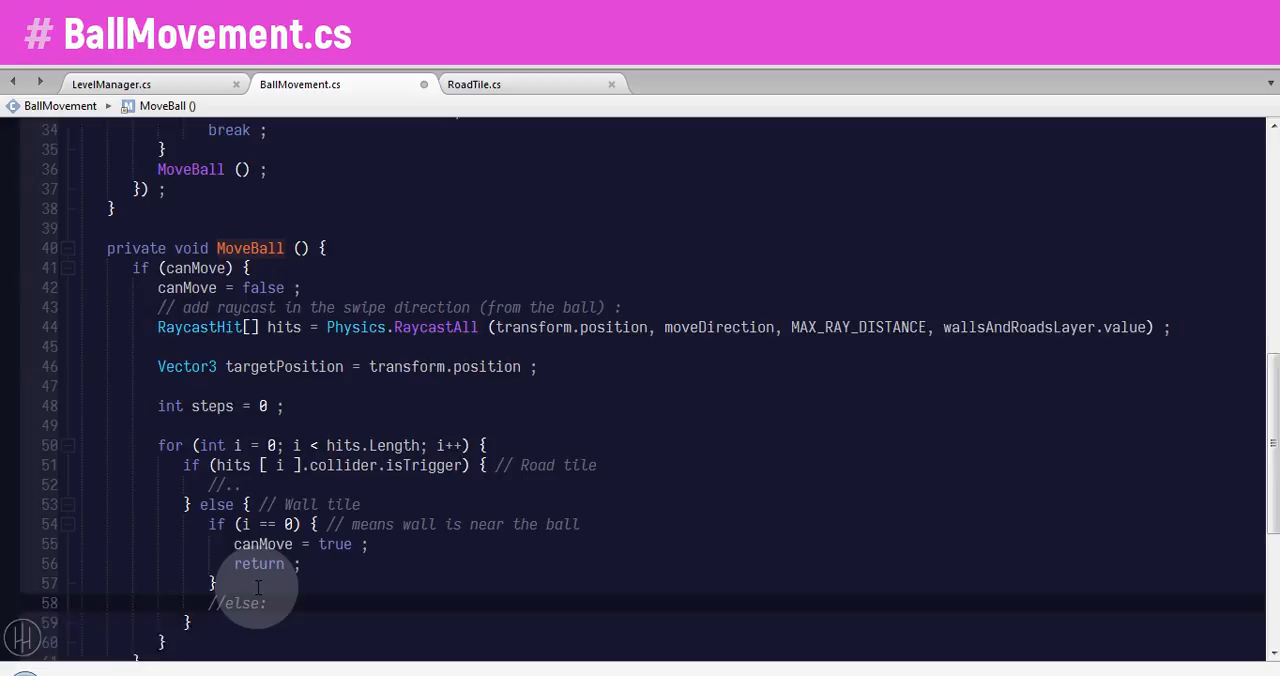 # BallMovement.cs
LevelManager.cs
BallMovement.cs
RoadTile.cs
BallMovement ▸ MoveBall ()
34 break ;
35 }
36 MoveBall () ;
37 }) ;
38 }
39
40 private void MoveBall () {
41 if (canMove) {
42 canMove = false ;
43 // add raycast in the swipe direction (from the ball) :
44 RaycastHit[] hits = Physics.RaycastAll (transform.position, moveDirection, MAX_RAY_DISTANCE, wallsAndRoadsLayer.value) ;
45
46 Vector3 targetPosition = transform.position ;
47
48 int steps = 0 ;
49
50 for (int i = 0; i < hits.Length; i++) {
51 if (hits [ i ].collider.isTrigger) { // Road tile
52 //..
53 } else { // Wall tile
54 if (i == 0) { // means wall is near the ball
55 canMove = true ;
56 return ;
57 }
58 //else:
59 }
60 }